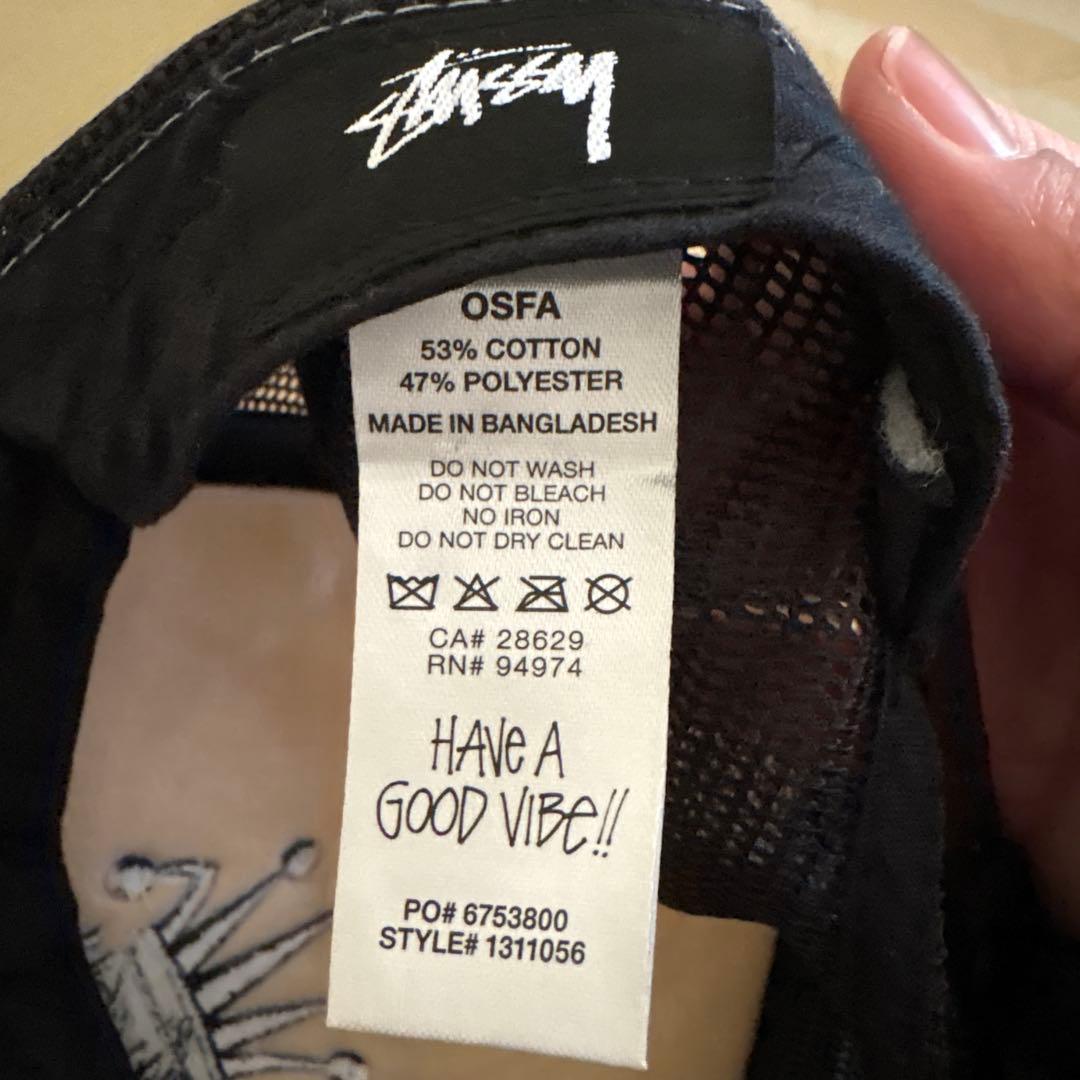 Stüssy
OSFA
53% COTTON
47% POLYESTER
MADE IN BANGLADESH
DO NOT WASH
DO NOT BLEACH
NO IRON
DO NOT DRY CLEAN
CA# 28629
RN# 94974
HAVE A
GOOD VIBE!!
PO# 6753800
STYLE# 1311056